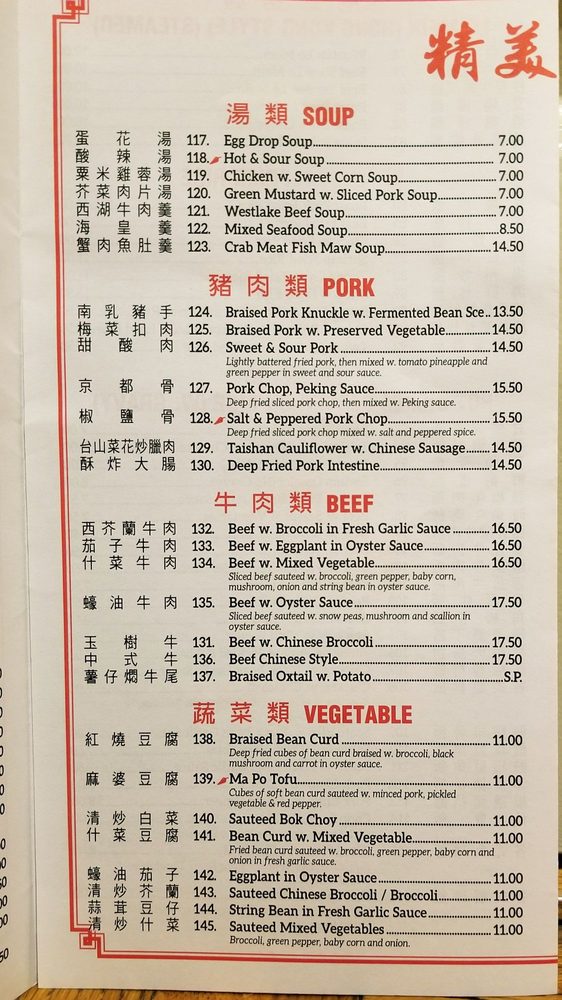 精美
湯類 SOUP
蛋花湯 117. Egg Drop Soup 7.00
酸辣湯 118. Hot & Sour Soup 7.00
粟米雞蓉湯 119. Chicken w. Sweet Corn Soup 7.00
芥菜肉片湯 120. Green Mustard w. Sliced Pork Soup 7.00
西湖牛肉羹 121. Westlake Beef Soup 7.00
海皇羹 122. Mixed Seafood Soup 8.50
蟹肉魚肚羹 123. Crab Meat Fish Maw Soup 14.50
豬肉類 PORK
南乳豬手 124. Braised Pork Knuckle w. Fermented Bean Sce.. 13.50
梅菜扣肉 125. Braised Pork w. Preserved Vegetable 14.50
甜酸肉 126. Sweet & Sour Pork 14.50
Lightly battered fried pork, then mixed w. tomato pineapple and
green pepper in sweet and sour sauce.
京都骨 127. Pork Chop, Peking Sauce 15.50
Deep fried sliced pork chop, then mixed w. Peking sauce.
椒鹽骨 128. Salt & Peppered Pork Chop 15.50
Deep fried sliced pork chop mixed w. salt and peppered spice.
台山菜花炒臘肉 129. Taishan Cauliflower w. Chinese Sausage 14.50
酥炸大腸 130. Deep Fried Pork Intestine 14.50
牛肉類 BEEF
西芥蘭牛肉 132. Beef w. Broccoli in Fresh Garlic Sauce 16.50
茄子牛肉 133. Beef w. Eggplant in Oyster Sauce 16.50
什菜牛肉 134. Beef w. Mixed Vegetable 16.50
Sliced beef sauteed w. broccoli, green pepper, baby corn,
mushroom, onion and string bean in oyster sauce.
蠔油牛肉 135. Beef w. Oyster Sauce 17.50
Sliced beef sauteed w. snow peas, mushroom and scallion in
oyster sauce.
玉樹牛 131. Beef w. Chinese Broccoli 17.50
中式牛 136. Beef Chinese Style 17.50
薯仔燜牛尾 137. Braised Oxtail w. Potato S.P.
蔬菜類 VEGETABLE
紅燒豆腐 138. Braised Bean Curd 11.00
Deep fried cubes of bean curd braised w. broccoli, black
mushroom and carrot in oyster sauce.
麻婆豆腐 139. Ma Po Tofu 11.00
Cubes of soft bean curd sauteed w. minced pork, pickled
vegetable & red pepper.
清炒白菜 140. Sauteed Bok Choy 11.00
什菜豆腐 141. Bean Curd w. Mixed Vegetable 11.00
Fried bean curd sauteed w. broccoli, green pepper, baby corn and
onion in fresh garlic sauce.
蠔油茄子 142. Eggplant in Oyster Sauce 11.00
清炒芥蘭 143. Sauteed Chinese Broccoli / Broccoli 11.00
蒜茸豆仔 144. String Bean in Fresh Garlic Sauce 11.00
清炒什菜 145. Sauteed Mixed Vegetables 11.00
Broccoli, green pepper, baby corn and onion.